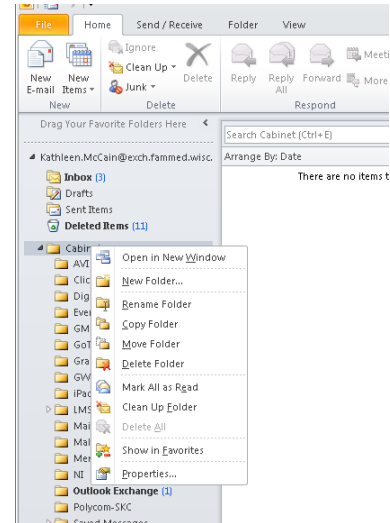 File Home Send / Receive Folder View
Ignore
Clean Up
Junk
Delete
New E-mail
New Items
Reply
Reply All
Forward
Meeti
More
New Delete Respond
Drag Your Favorite Folders Here
Search Cabinet (Ctrl+E)
Kathleen.McCain@exch.fammed.wisc.
Arrange By: Date
There are no items t
Inbox (3)
Drafts
Sent Items
Deleted Items (11)
Cabin
AVI
Clic
Dig
Eve
GM
GoT
Gra
GW
iPac
LMS
Mai
Mal
Mer
NI
Outlook Exchange (1)
Polycom-SKC
Saved Messages
Open in New Window
New Folder...
Rename Folder
Copy Folder
Move Folder
Delete Folder
Mark All as Read
Clean Up Folder
Delete All
Show in Favorites
Properties...